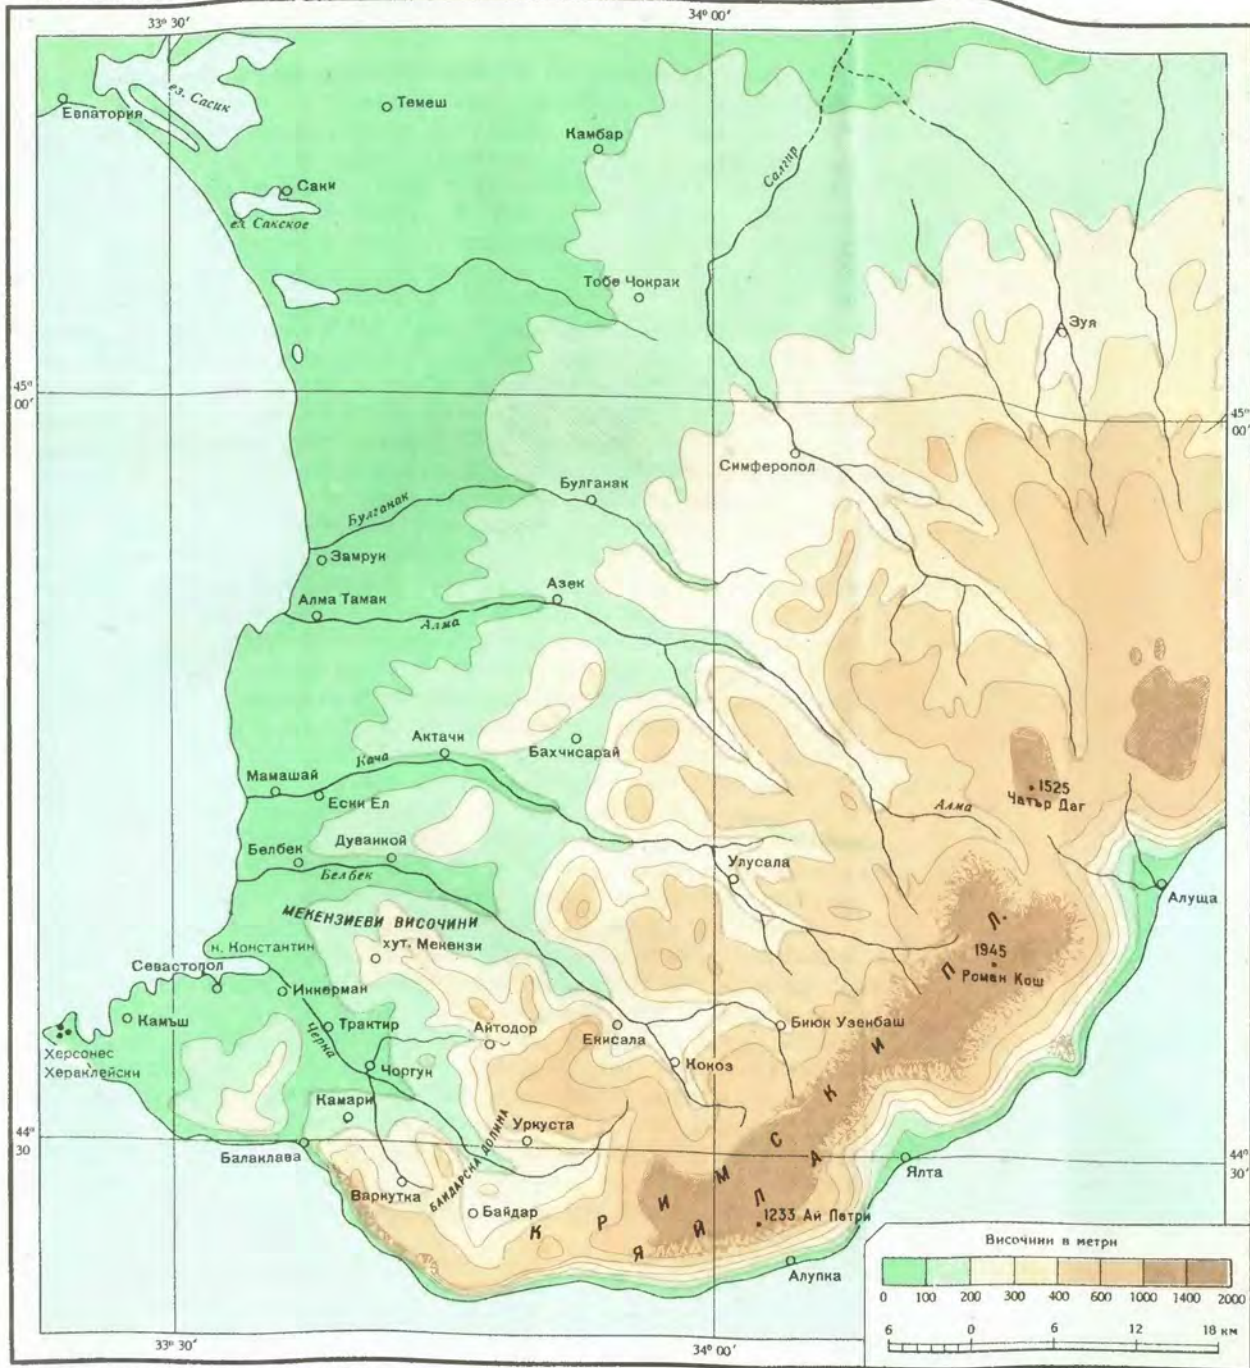 33° 30'
34° 00'
ез. Сасик
Евпатория
Темеш
Камбар
Салгир
Саки
ез. Сакское
Тобе Чокрак
Зуя
45°
00'
45°
00'
Симферопол
Булганак
Булганак
Замрук
Азек
Алма Тамак
Алма
Актачи
Бахчисарай
Кача
Мамашай
Ески Ел
1525
Чатър Даг
Алма
Дуванкой
Белбек
Белбек
Улусала
Алуща
МЕКЕНЗИЕВИ ВИСОЧИНИ
н. Константин
хут. Мекензи
Севастопол
1945
Роман Кош
Инкерман
Камъш
Трактир
Черна
Айтодор
Енисала
Биюк Узенбаш
Херсонес
Хераклейски
Чоргун
Кокоз
Камари
44°
30'
Уркуста
БАЙДАРСКА ДОЛИНА
Балаклава
Ялта
44°
30'
Варнутка
Байдар
КРИМСКИ ПЛ.
ЯЙЛА
1233 Ай Петри
Алупка
Височини в метри
0 100 200 300 400 600 1000 1400 2000
6 0 6 12 18 км
33° 30'
34° 00'